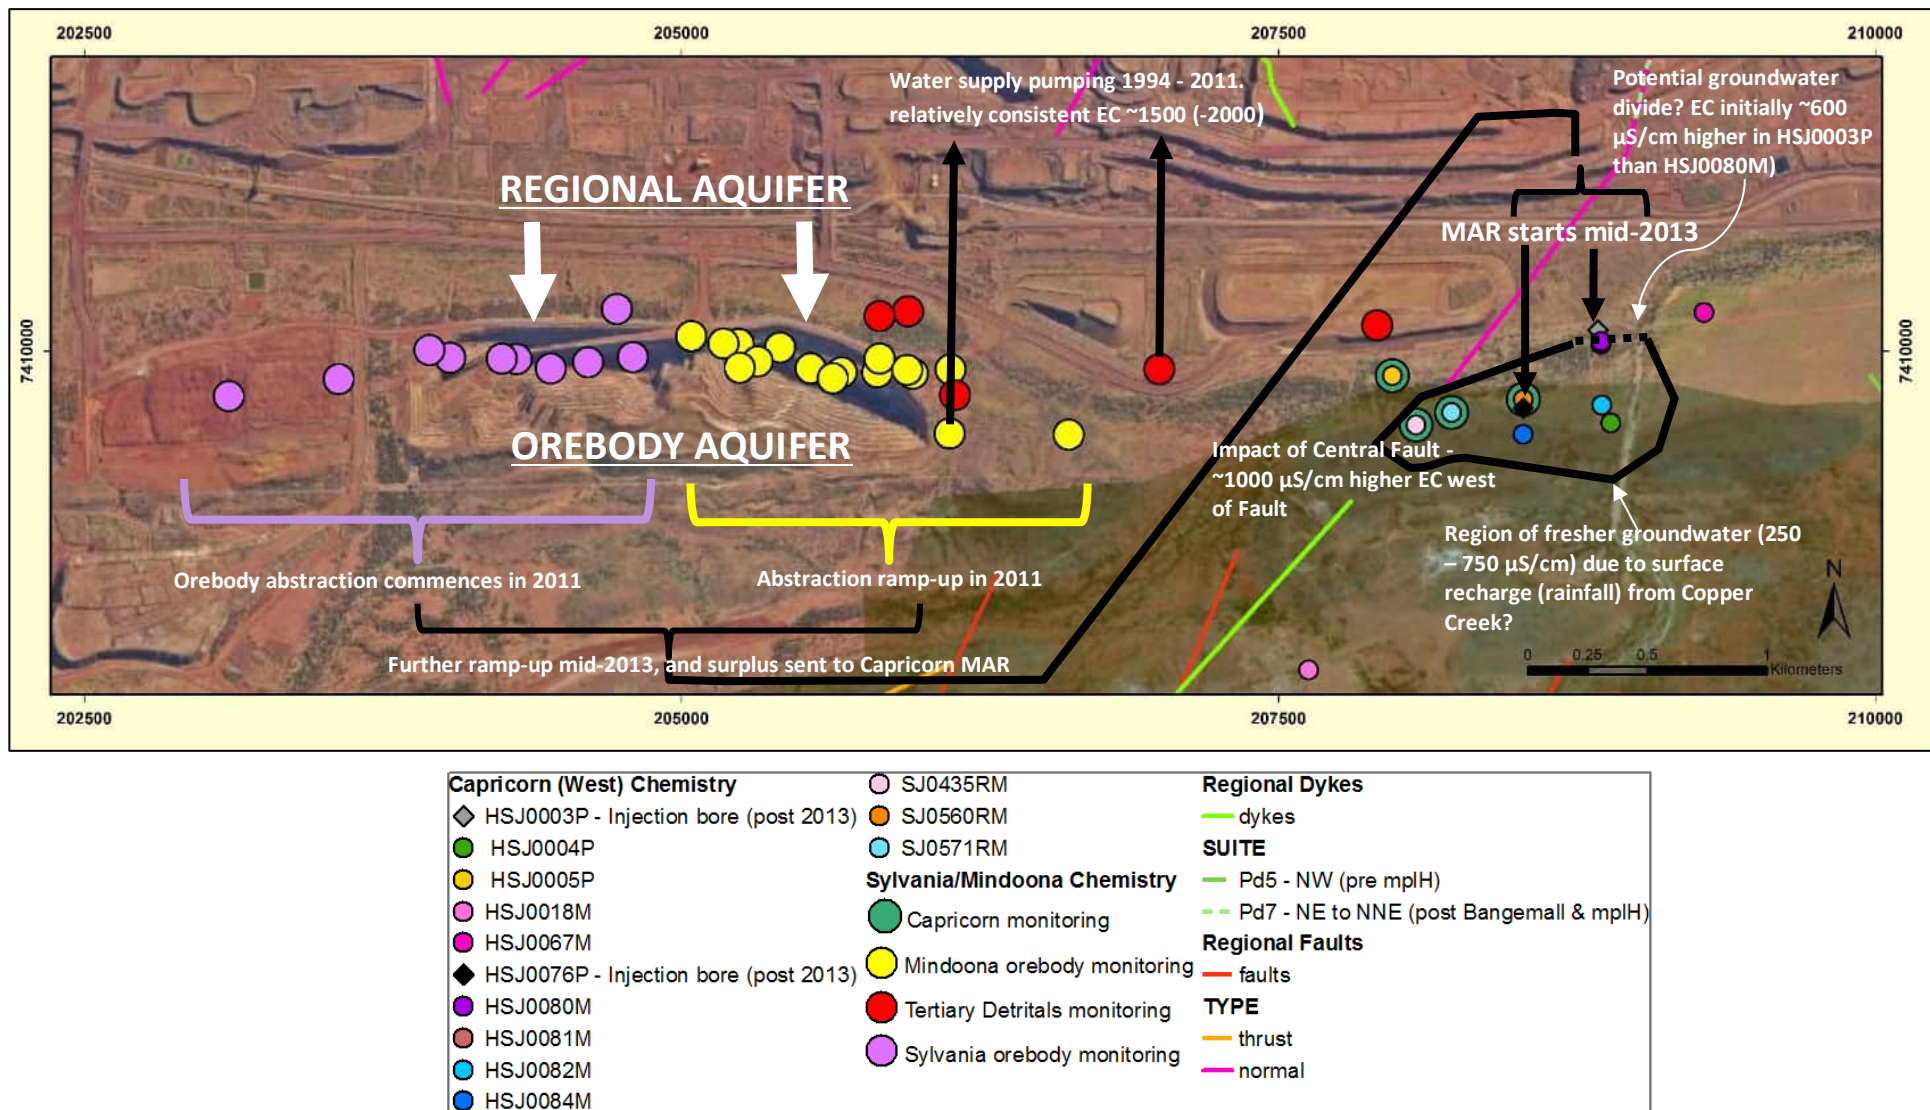 202500
205000
207500
210000
Water supply pumping 1994 - 2011.
relatively consistent EC ~1500 (-2000)
Potential groundwater
divide? EC initially ~600
µS/cm higher in HSJ0003P
than HSJ0080M)
REGIONAL AQUIFER
MAR starts mid-2013
7410000
7410000
OREBODY AQUIFER
Impact of Central Fault -
~1000 µS/cm higher EC west
of Fault
Region of fresher groundwater (250
– 750 µS/cm) due to surface
recharge (rainfall) from Copper
Creek?
N
Orebody abstraction commences in 2011
Abstraction ramp-up in 2011
Further ramp-up mid-2013, and surplus sent to Capricorn MAR
0 0.25 0.5 1
Kilometers
202500
205000
207500
210000
Capricorn (West) Chemistry
HSJ0003P - Injection bore (post 2013)
HSJ0004P
HSJ0005P
HSJ0018M
HSJ0067M
HSJ0076P - Injection bore (post 2013)
HSJ0080M
HSJ0081M
HSJ0082M
HSJ0084M
SJ0435RM
SJ0560RM
SJ0571RM
Sylvania/Mindoona Chemistry
Capricorn monitoring
Mindoona orebody monitoring
Tertiary Detritals monitoring
Sylvania orebody monitoring
Regional Dykes
dykes
SUITE
Pd5 - NW (pre mplH)
Pd7 - NE to NNE (post Bangemall & mplH)
Regional Faults
faults
TYPE
thrust
normal